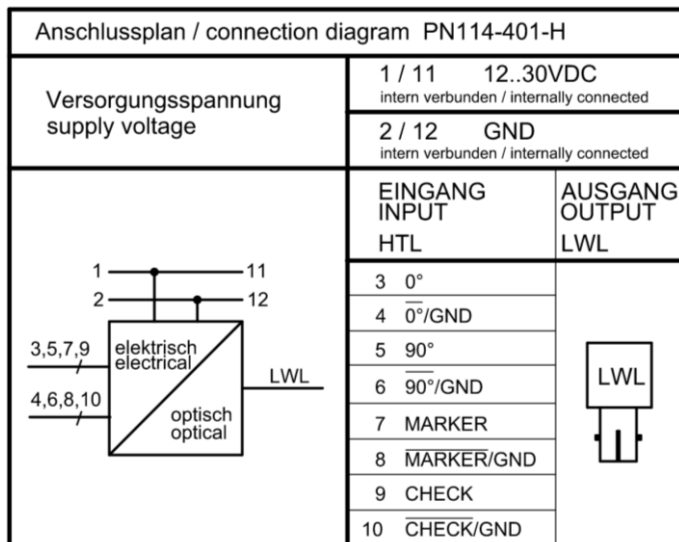 Anschlussplan / connection diagram PN114-401-H
Versorgungsspannung
supply voltage
1 / 11 12..30VDC
intern verbunden / internally connected
2 / 12 GND
intern verbunden / internally connected
1 11
2 12
3,5,7,9
elektrisch
electrical
LWL
4,6,8,10
optisch
optical
EINGANG
INPUT
HTL
AUSGANG
OUTPUT
LWL
3 0°
4 0̅°̅/GND
5 90°
6 9̅0̅°̅/GND
7 MARKER
8 M̅A̅R̅K̅E̅R̅/GND
9 CHECK
10 C̅H̅E̅C̅K̅/GND
LWL